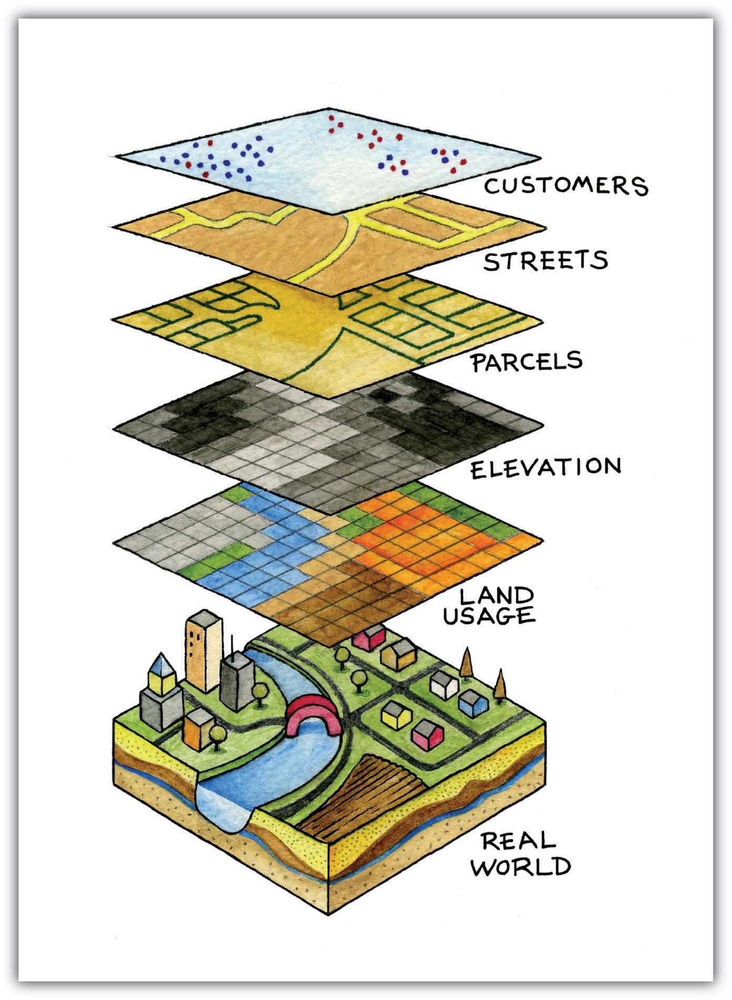 CUSTOMERS
STREETS
PARCELS
ELEVATION
LAND
USAGE
REAL
WORLD